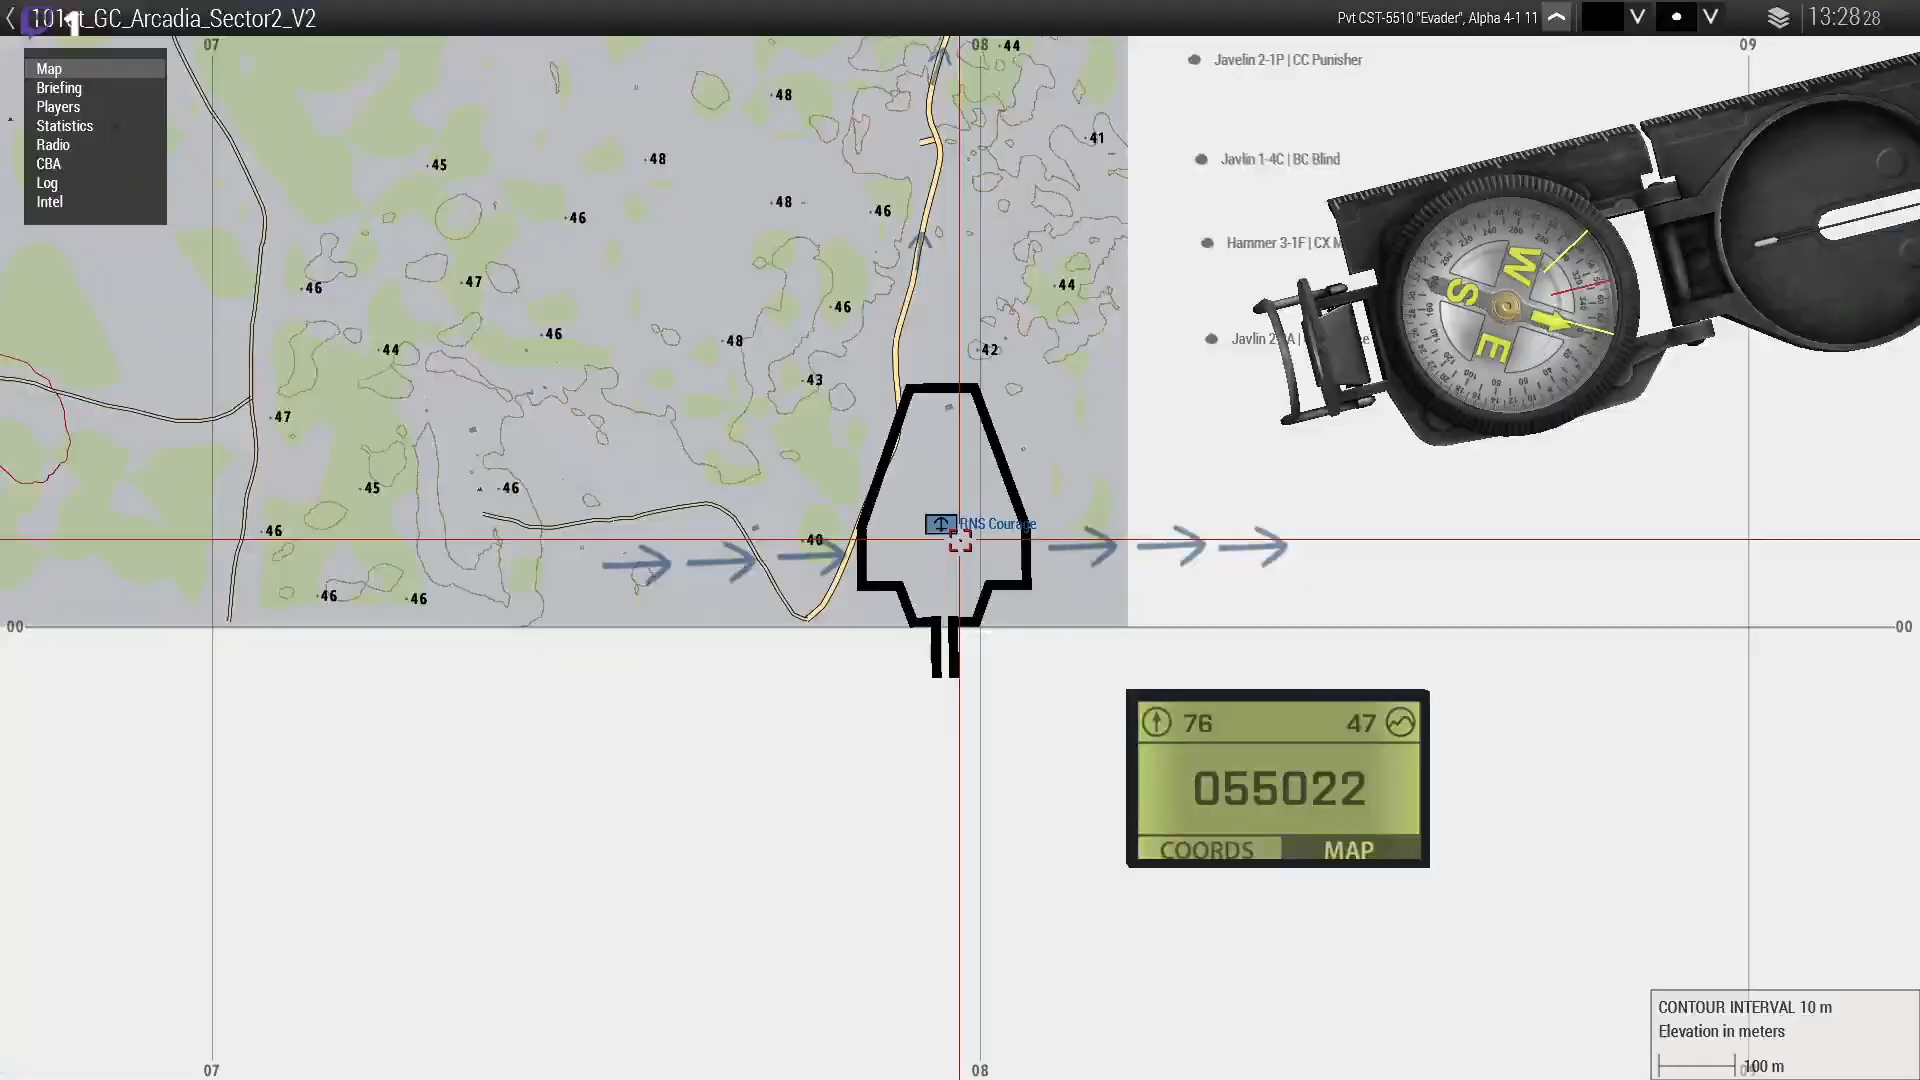 101st_GC_Arcadia_Sector2_V2
Pvt CST-5510 "Evader", Alpha 4-1 11
13:28 28
07
08
09
Map
Briefing
Players
Statistics
Radio
CBA
Log
Intel
44
48
41
45
48
46
48
46
46
47
44
46
46
44
48
42
43
47
45
46
46
40
46
46
Javelin 2-1P | CC Punisher
Javlin 1-4C | BC Blind
Hammer 3-1F | CX M
W
S
E
RNS Courage
00
00
76
47
055022
COORDS
MAP
CONTOUR INTERVAL 10 m
Elevation in meters
100 m
07
08